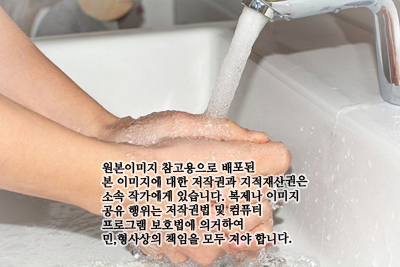 원본이미지 참고용으로 배포된
본 이미지에 대한 저작권과 지적재산권은
소속 작가에게 있습니다. 복제나 이미지
공유 행위는 저작권법 및 컴퓨터
프로그램 보호법에 의거하여
민,형사상의 책임을 모두 져야 합니다.